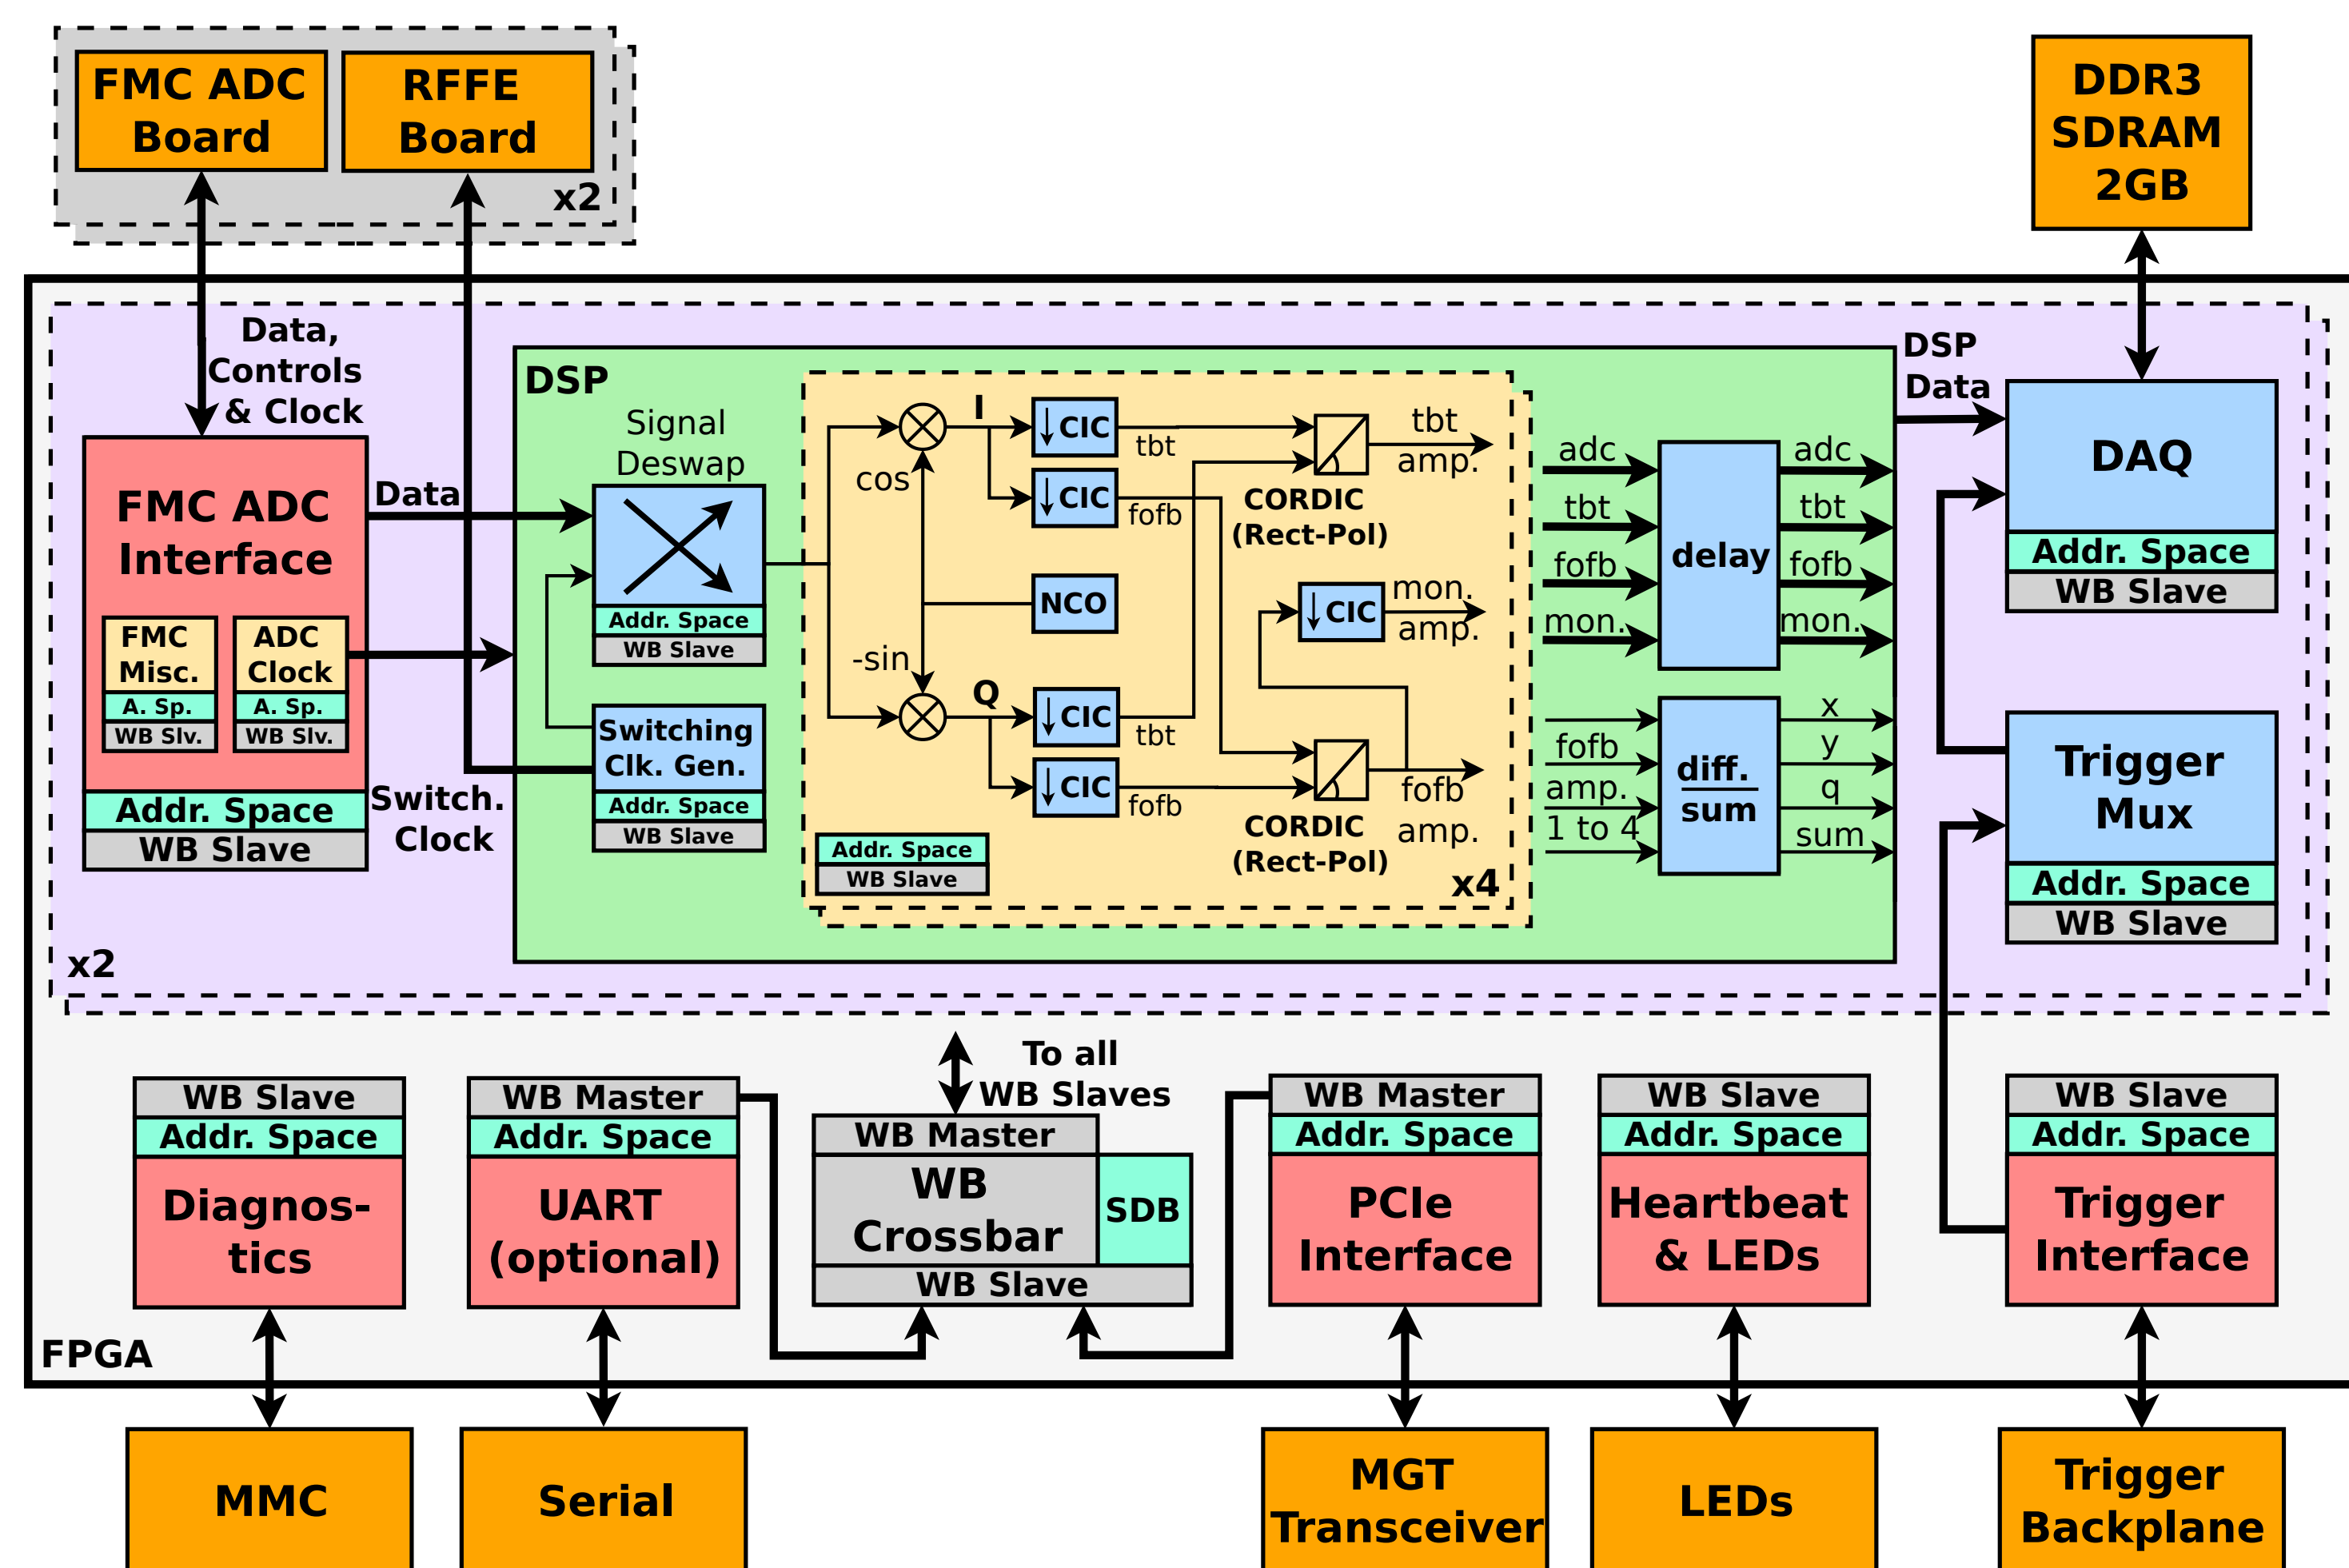 FMC ADC
Board
RFFE
Board
x2
DDR3
SDRAM
2GB
Data,
Controls
& Clock
FMC ADC
Interface
FMC
Misc.
A. Sp.
WB Slv.
ADC
Clock
A. Sp.
WB Slv.
Addr. Space
WB Slave
Data
Switch.
Clock
x2
DSP
Signal
Deswap
Addr. Space
WB Slave
Switching
Clk. Gen.
Addr. Space
WB Slave
cos
-sin
I
Q
CIC
tbt
CIC
fofb
NCO
CIC
tbt
CIC
fofb
Addr. Space
WB Slave
tbt
amp.
CORDIC
(Rect-Pol)
CIC
mon.
amp.
fofb
amp.
CORDIC
(Rect-Pol)
x4
adc
tbt
fofb
mon.
delay
adc
tbt
fofb
mon.
fofb
amp.
1 to 4
diff.
sum
x
y
q
sum
DSP
Data
DAQ
Addr. Space
WB Slave
Trigger
Mux
Addr. Space
WB Slave
To all
WB Slaves
WB Slave
Addr. Space
Diagnos-
tics
WB Master
Addr. Space
UART
(optional)
WB Master
WB
Crossbar
SDB
WB Slave
WB Master
Addr. Space
PCIe
Interface
WB Slave
Addr. Space
Heartbeat
& LEDs
WB Slave
Addr. Space
Trigger
Interface
FPGA
MMC
Serial
MGT
Transceiver
LEDs
Trigger
Backplane